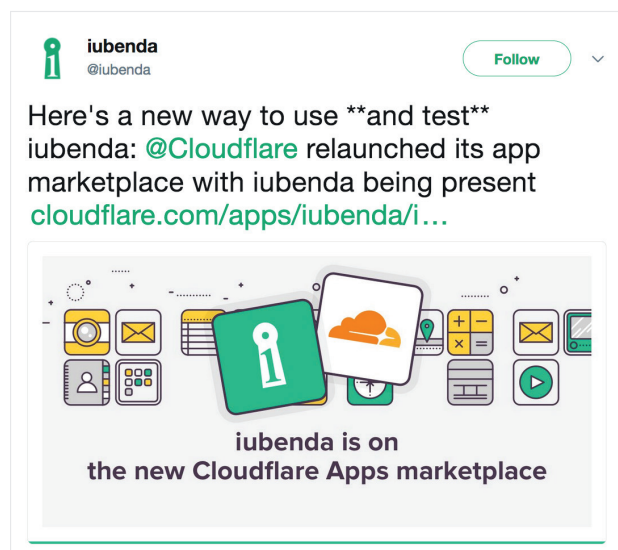 iubenda
@iubenda
Follow
Here's a new way to use **and test**
iubenda: @Cloudflare relaunched its app
marketplace with iubenda being present
cloudflare.com/apps/iubenda/i…
iubenda is on
the new Cloudflare Apps marketplace